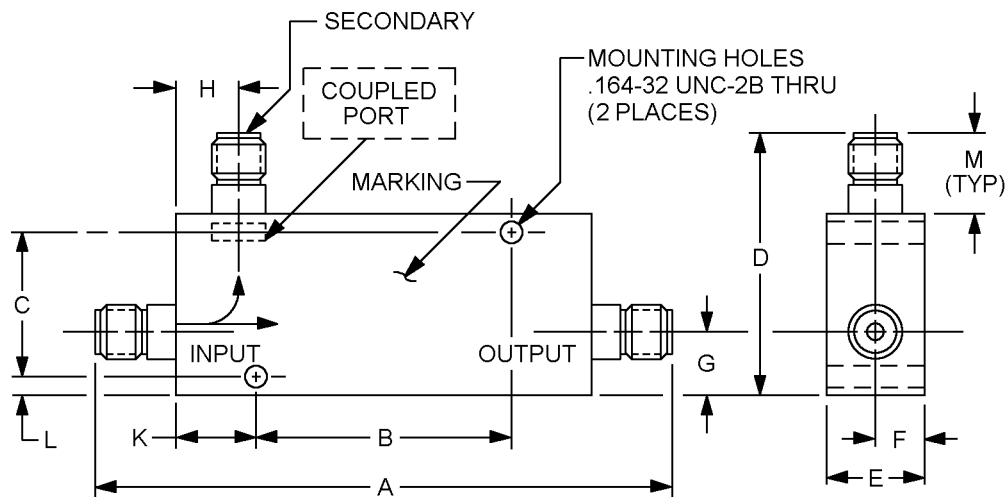 SECONDARY
H
COUPLED
PORT
MOUNTING HOLES
.164-32 UNC-2B THRU
(2 PLACES)
MARKING
M
(TYP)
D
C
INPUT
OUTPUT
G
L
K
B
F
A
E